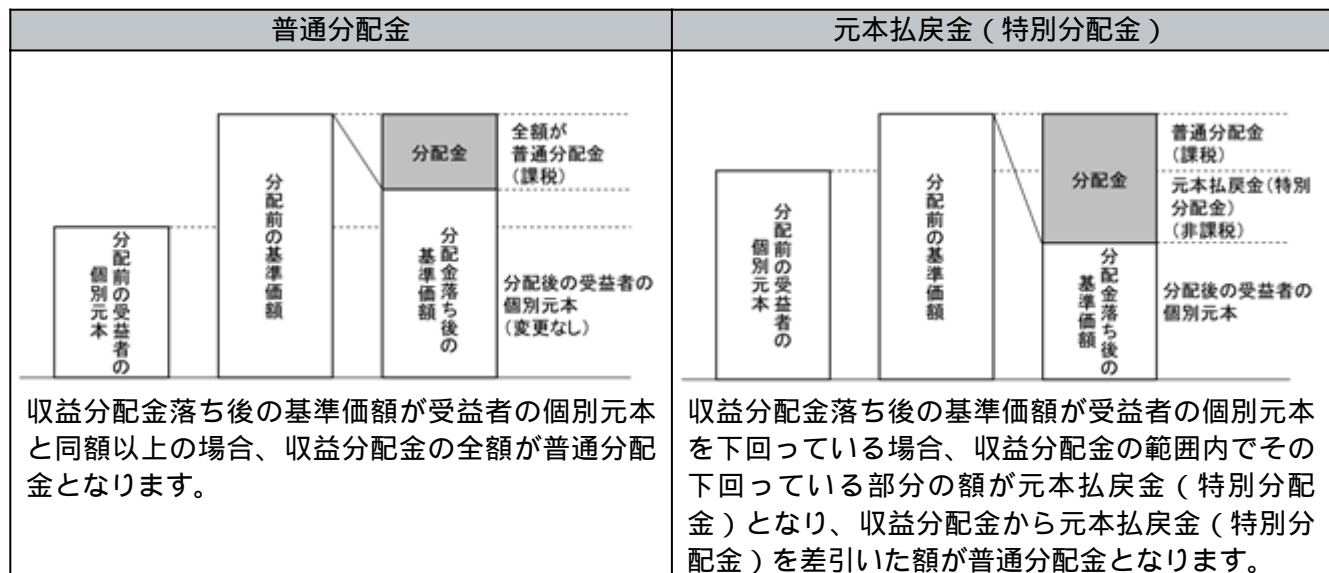 普通分配金
分配前の受益者の
個別元本
分配前の基準価額
分配金
分配金落ち後の
基準価額
全額が
普通分配金
(課税)
分配後の受益者の
個別元本
(変更なし)
収益分配金落ち後の基準価額が受益者の個別元本
と同額以上の場合、収益分配金の全額が普通分配
金となります。
元本払戻金(特別分配金)
分配前の受益者の
個別元本
分配前の基準価額
分配金
分配金落ち後の
基準価額
普通分配金
(課税)
元本払戻金(特別
分配金)
(非課税)
分配後の受益者の
個別元本
収益分配金落ち後の基準価額が受益者の個別元本
を下回っている場合、収益分配金の範囲内でその
下回っている部分の額が元本払戻金(特別分配
金)となり、収益分配金から元本払戻金(特別分
配金)を差引いた額が普通分配金となります。